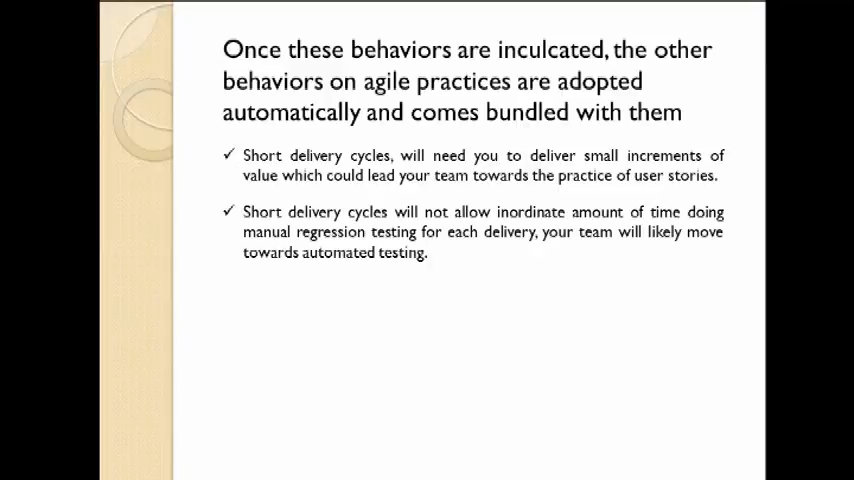 Once these behaviors are inculcated, the other
behaviors on agile practices are adopted
automatically and comes bundled with them
✓ Short delivery cycles, will need you to deliver small increments of
value which could lead your team towards the practice of user stories.
✓ Short delivery cycles will not allow inordinate amount of time doing
manual regression testing for each delivery, your team will likely move
towards automated testing.